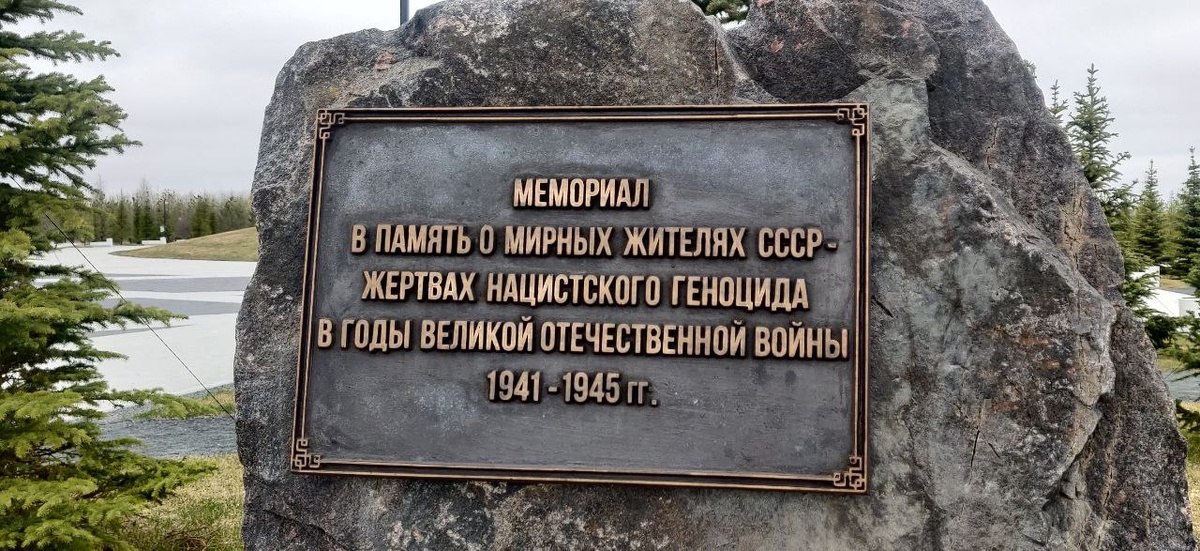 МЕМОРИАЛ
В ПАМЯТЬ О МИРНЫХ ЖИТЕЛЯХ СССР-
ЖЕРТВАХ НАЦИСТСКОГО ГЕНОЦИДА
В ГОДЫ ВЕЛИКОЙ ОТЕЧЕСТВЕННОЙ ВОЙНЫ
1941-1945 гг.